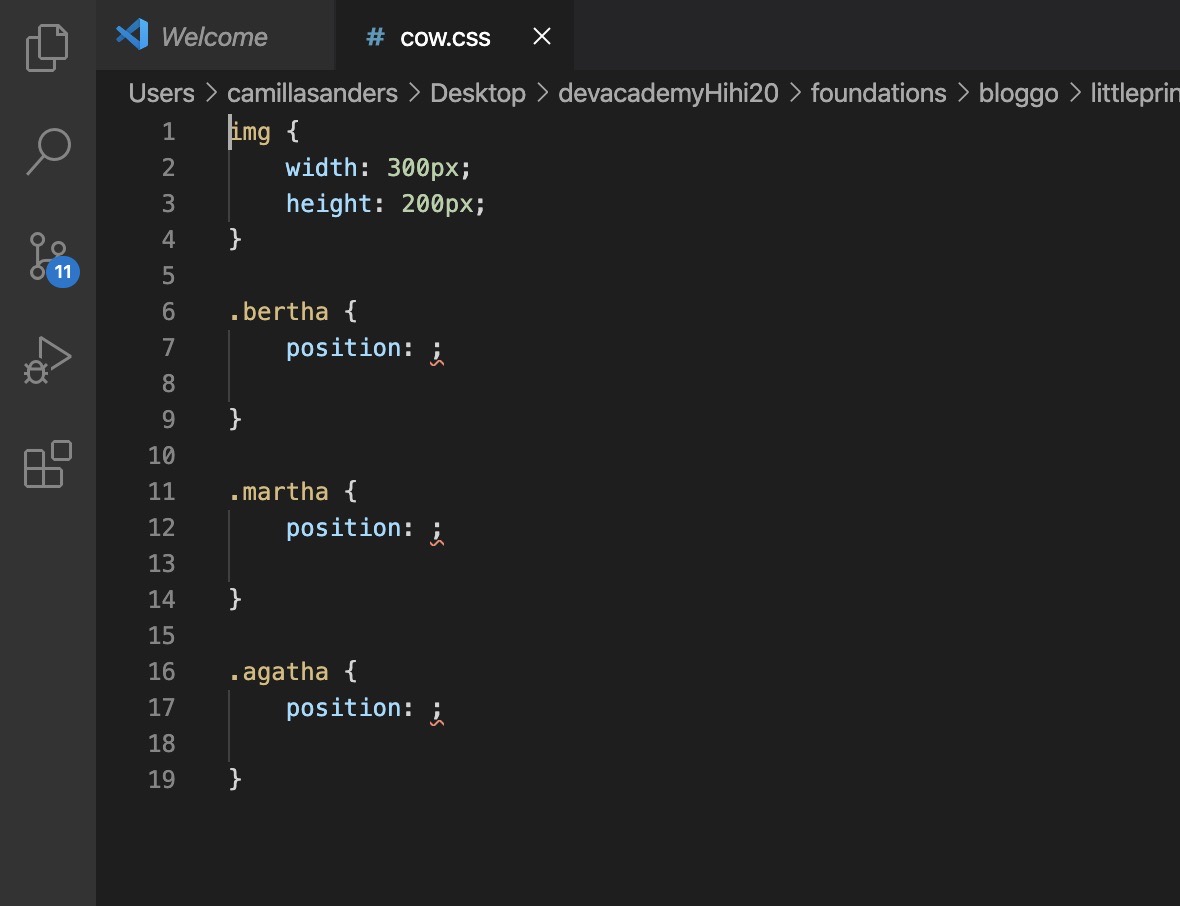 Welcome
# cow.css
Users > camillasanders > Desktop > devacademyHihi20 > foundations > bloggo > littleprin
1 img {
2     width: 300px;
3     height: 200px;
4 }
5
6 .bertha {
7     position: ;
8
9 }
10
11 .martha {
12     position: ;
13
14 }
15
16 .agatha {
17     position: ;
18
19 }
11